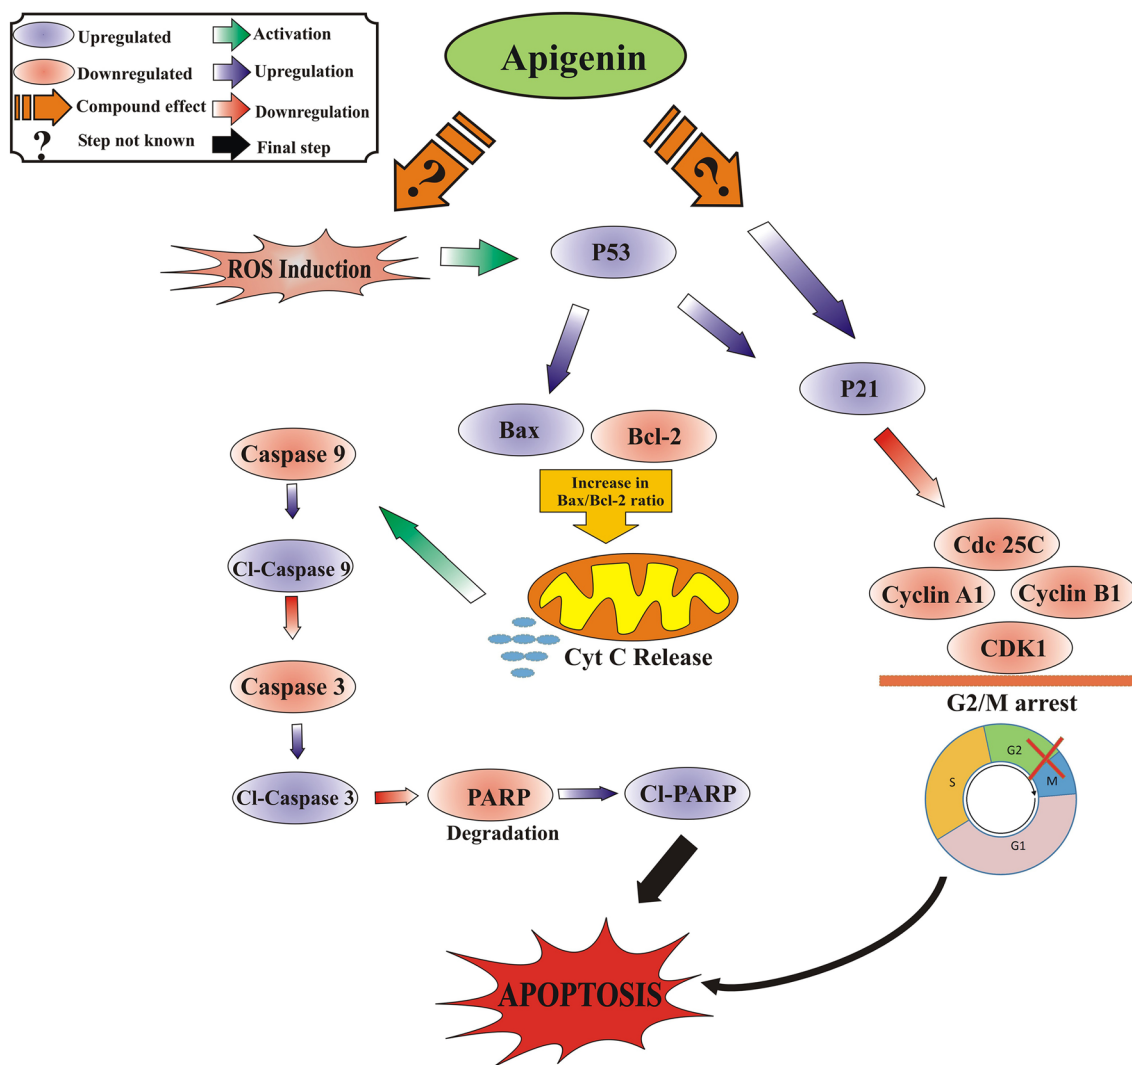 Upregulated
Activation
Downregulated
Upregulation
Compound effect
Downregulation
?
Step not known
Final step
Apigenin
?
?
ROS Induction
P53
P21
Bax
Bcl-2
Increase in
Bax/Bcl-2 ratio
Caspase 9
Cl-Caspase 9
Caspase 3
Cl-Caspase 3
Cyt C Release
PARP
Degradation
Cl-PARP
Cdc 25C
Cyclin A1
Cyclin B1
CDK1
G2/M arrest
G2
S
M
G1
APOPTOSIS